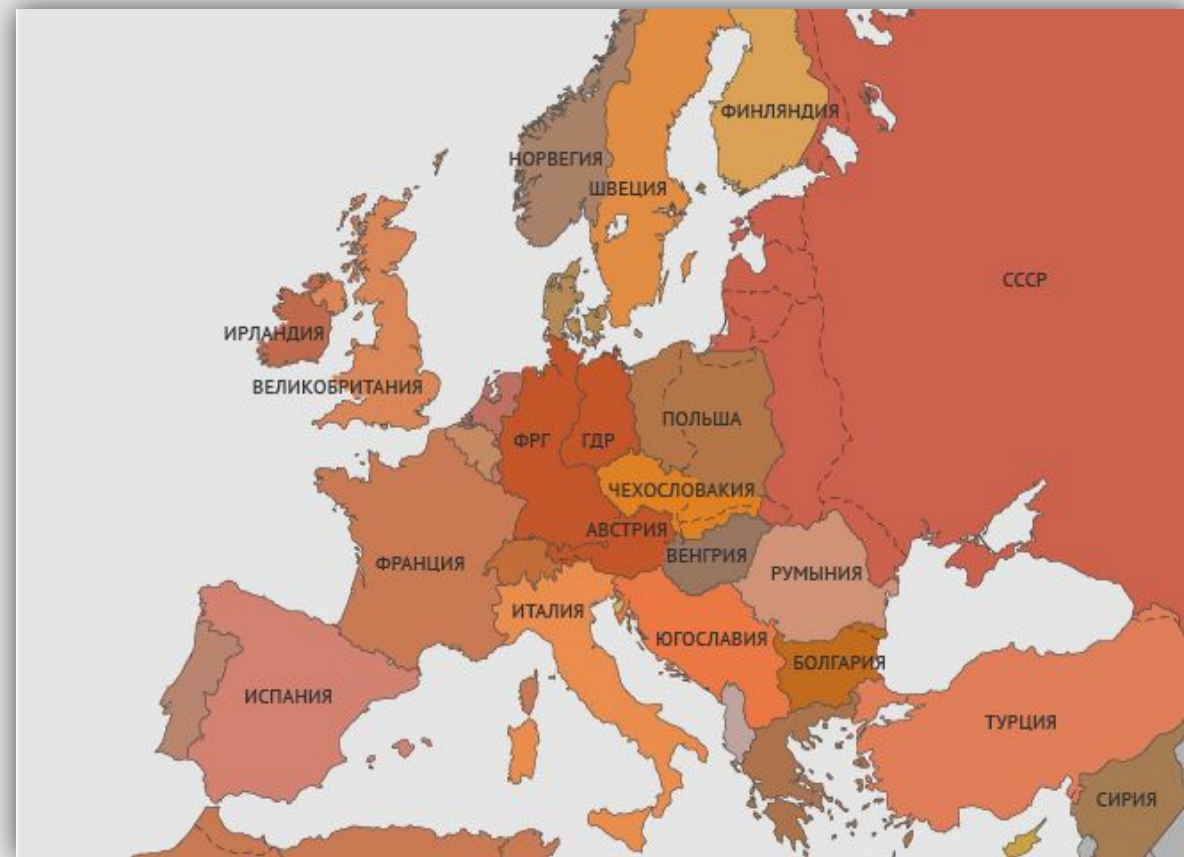 ФИНЛЯНДИЯ
НОРВЕГИЯ
ШВЕЦИЯ
СССР
ИРЛАНДИЯ
ВЕЛИКОБРИТАНИЯ
ПОЛЬША
ФРГ
ГДР
ЧЕХОСЛОВАКИЯ
АВСТРИЯ
ВЕНГРИЯ
ФРАНЦИЯ
РУМЫНИЯ
ИТАЛИЯ
ЮГОСЛАВИЯ
БОЛГАРИЯ
ИСПАНИЯ
ТУРЦИЯ
СИРИЯ